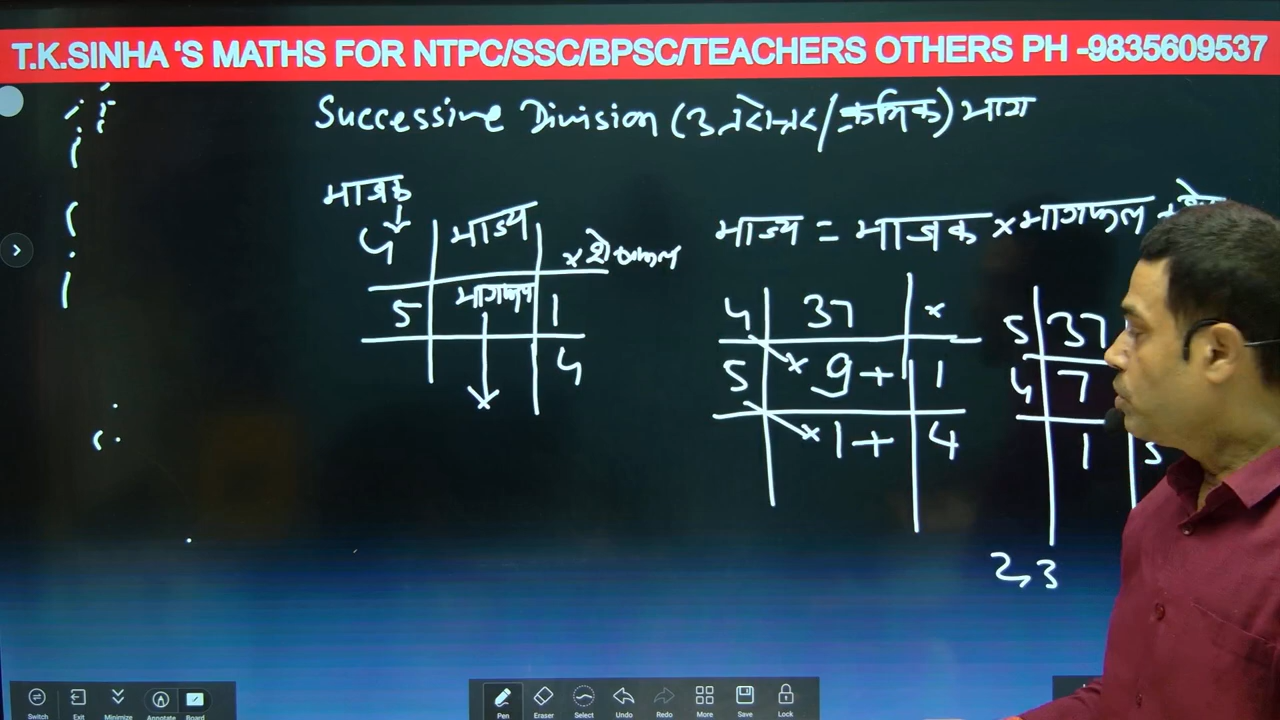 T.K.SINHA 'S MATHS FOR NTPC/SSC/BPSC/TEACHERS OTHERS PH -9835609537
Successive Division (उत्तरोत्तर/क्रमिक) भाग
भाजक
4 भाज्य × शेषफल
5 भागफल 1
4
भाज्य = भाजक × भागफल +
4 37 ×
5 × 9 + 1
× 1 + 4
5 37
4 7
1
2,3
Switch Exit Minimize Annotate Board
Pen Eraser Select Undo Redo More Save Lock